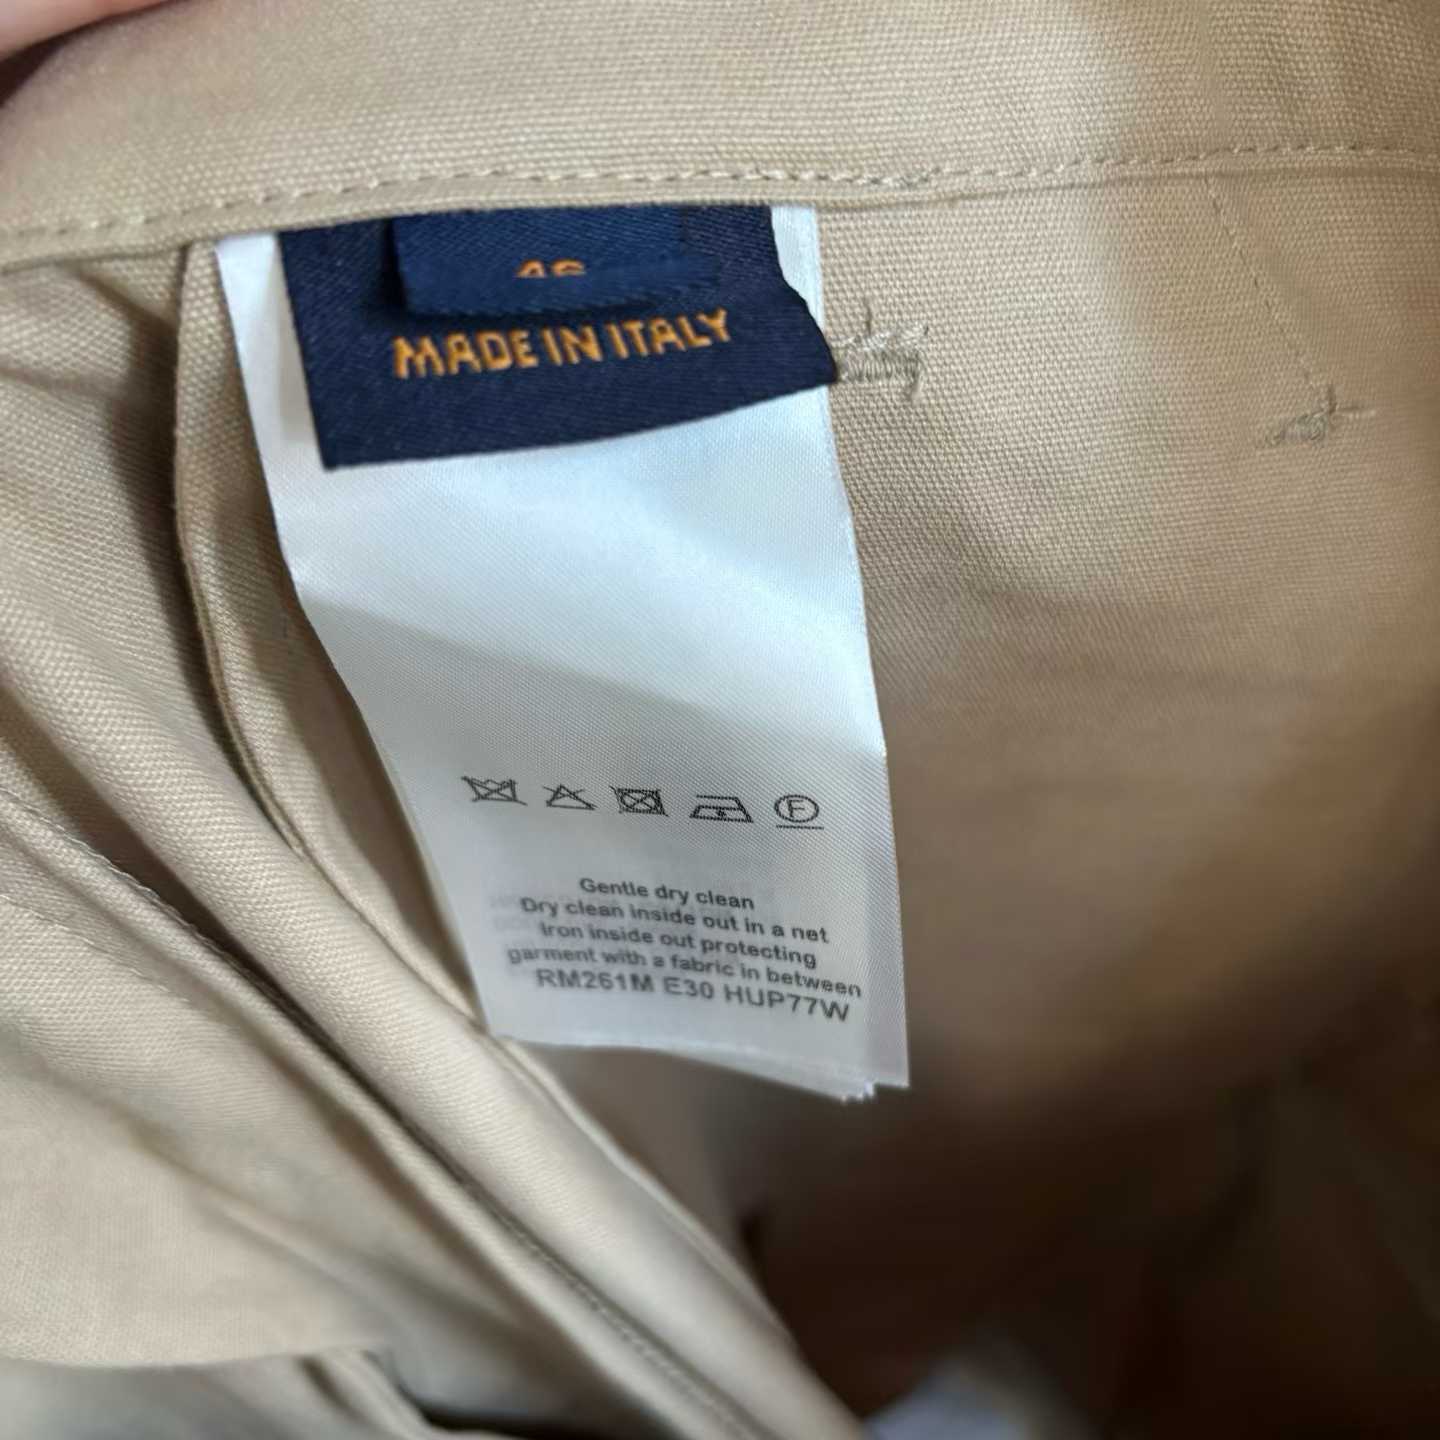 MADE IN ITALY
F
Gentle dry clean
Dry clean inside out in a net
Iron inside out protecting
garment with a fabric in between
RM261M E30 HUP77W